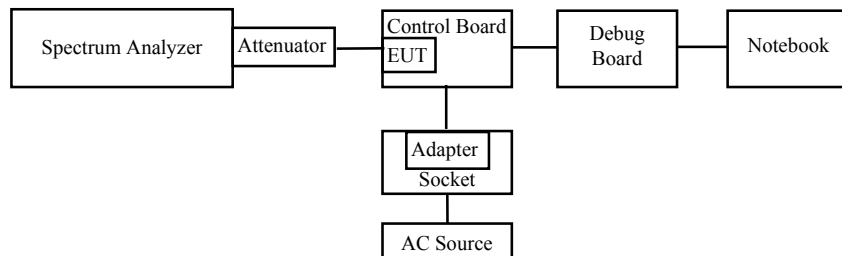 Spectrum Analyzer
Attenuator
Control Board
EUT
Debug
Board
Notebook
Adapter
Socket
AC Source